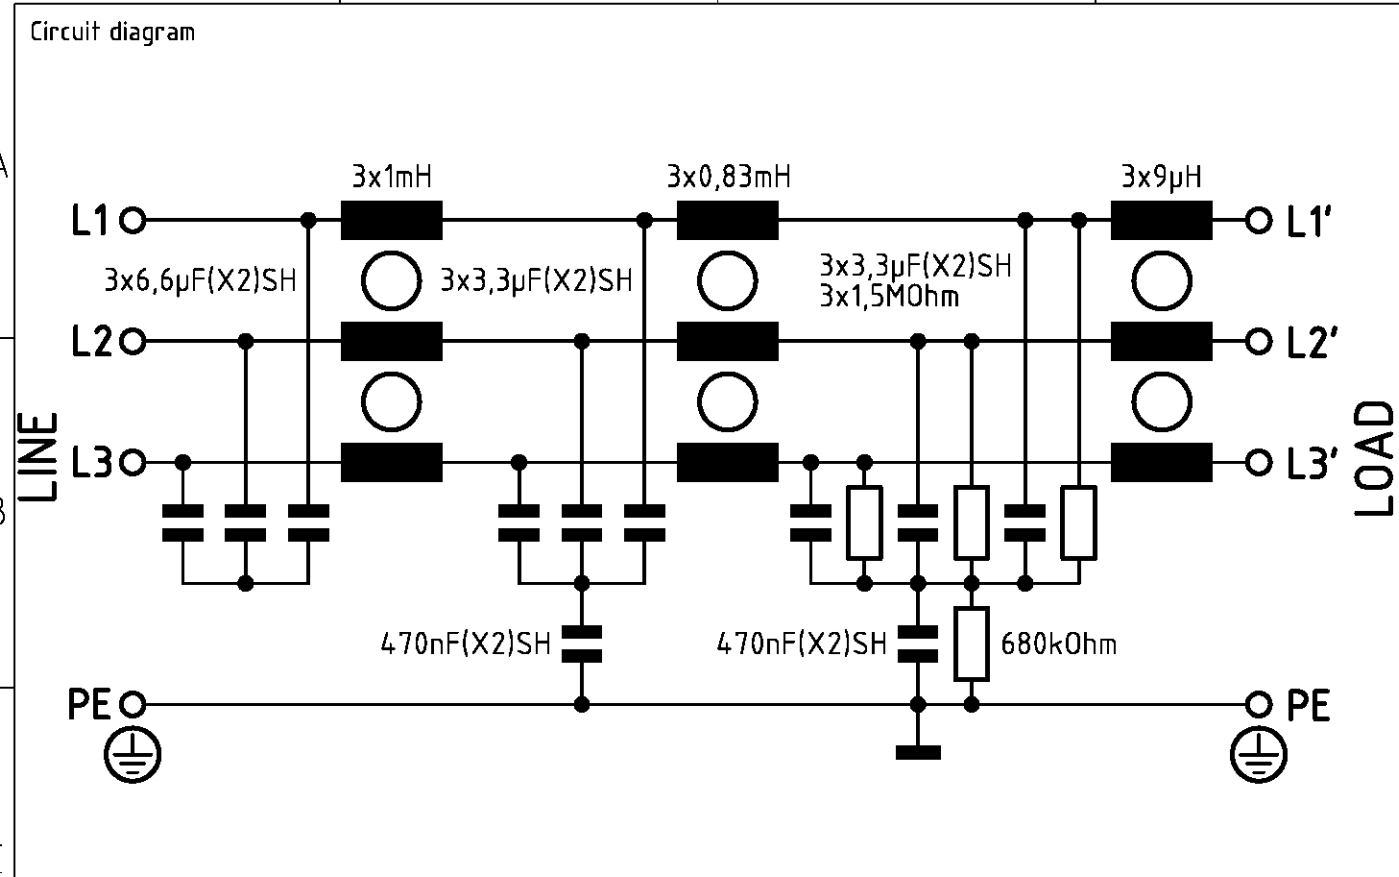 Circuit diagram
A
3x1mH
3x0,83mH
3x9µH
L1
L1'
3x6,6µF(X2)SH
3x3,3µF(X2)SH
3x3,3µF(X2)SH
3x1,5MOhm
L2
L2'
LINE
L3
L3'
LOAD
B
470nF(X2)SH
470nF(X2)SH
680kOhm
PE
PE